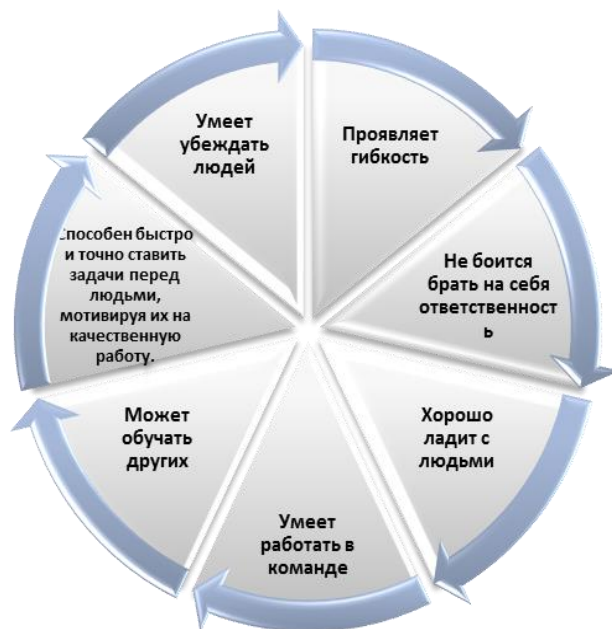 Умеет
убеждать
людей
Проявляет
гибкость
Не боится
брать на себя
ответственност
ь
Хорошо
ладит с
людьми
Умеет
работать в
команде
Может
обучать
других
Способен быстро
и точно ставить
задачи перед
людьми,
мотивируя их на
качественную
работу.